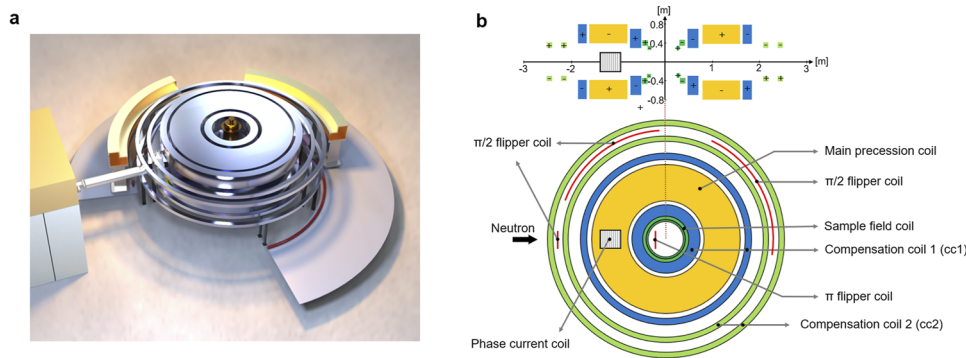 a
b
[m]
0.8
0.4
-0.4
-0.8
[m]
-3
-2
-1
0
1
2
3
π/2 flipper coil
Main precession coil
π/2 flipper coil
Neutron
Sample field coil
Compensation coil 1 (cc1)
π flipper coil
Compensation coil 2 (cc2)
Phase current coil